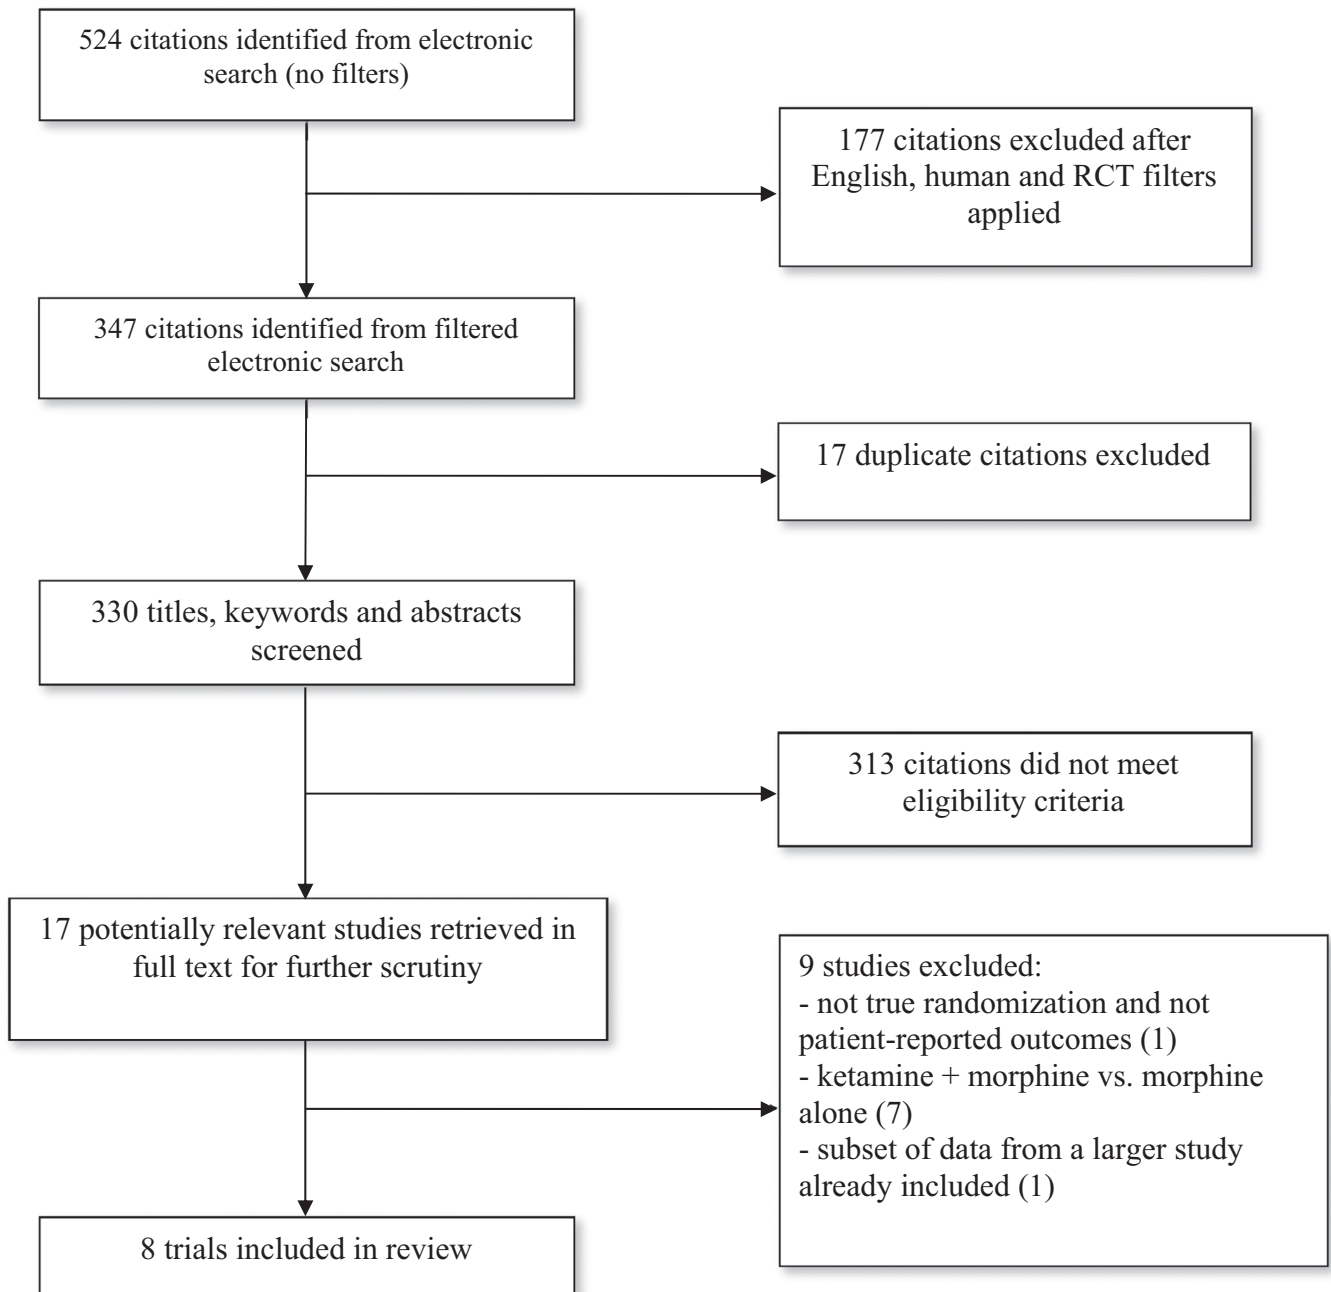 524 citations identified from electronic
search (no filters)
177 citations excluded after
English, human and RCT filters
applied
347 citations identified from filtered
electronic search
17 duplicate citations excluded
330 titles, keywords and abstracts
screened
313 citations did not meet
eligibility criteria
17 potentially relevant studies retrieved in
full text for further scrutiny
9 studies excluded:
- not true randomization and not
patient-reported outcomes (1)
- ketamine + morphine vs. morphine
alone (7)
- subset of data from a larger study
already included (1)
8 trials included in review